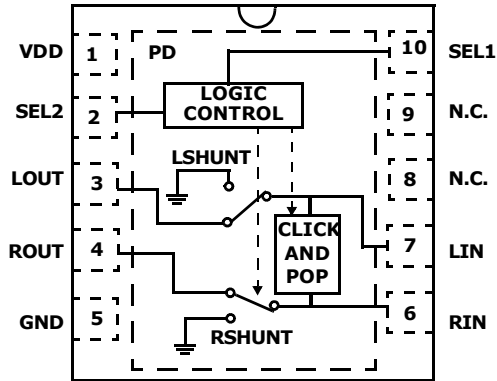 VDD 1 PD 10 SEL1
LOGIC
CONTROL
SEL2 2 9 N.C.
LSHUNT
LOUT 3 8 N.C.
CLICK
AND
POP
ROUT 4 7 LIN
GND 5 6 RIN
RSHUNT